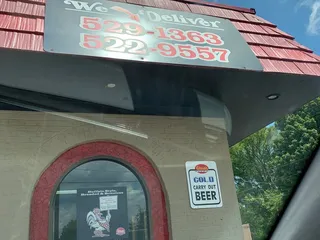 We Deliver
529-1363
522-9557
COLD
CARRY OUT
BEER